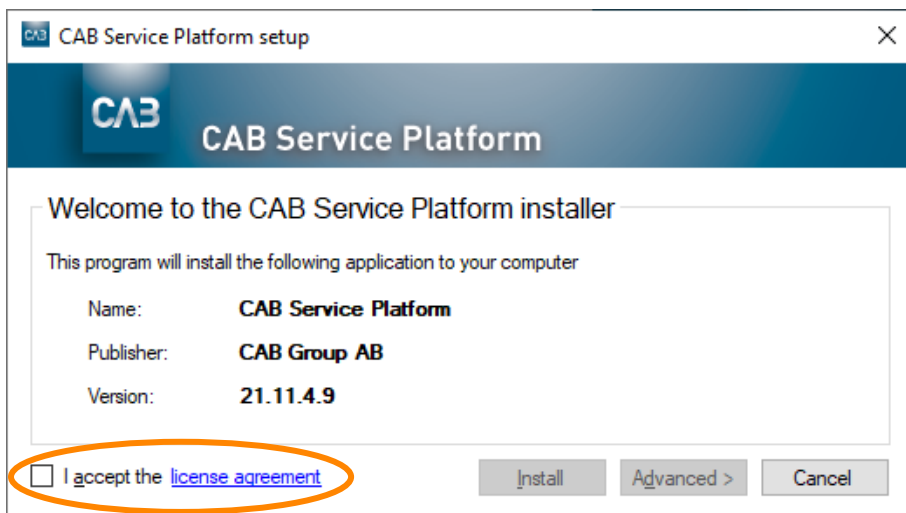 CAB CAB Service Platform setup
CAB
CAB Service Platform
Welcome to the CAB Service Platform installer
This program will install the following application to your computer
Name: CAB Service Platform
Publisher: CAB Group AB
Version: 21.11.4.9
I accept the license agreement Install Advanced > Cancel